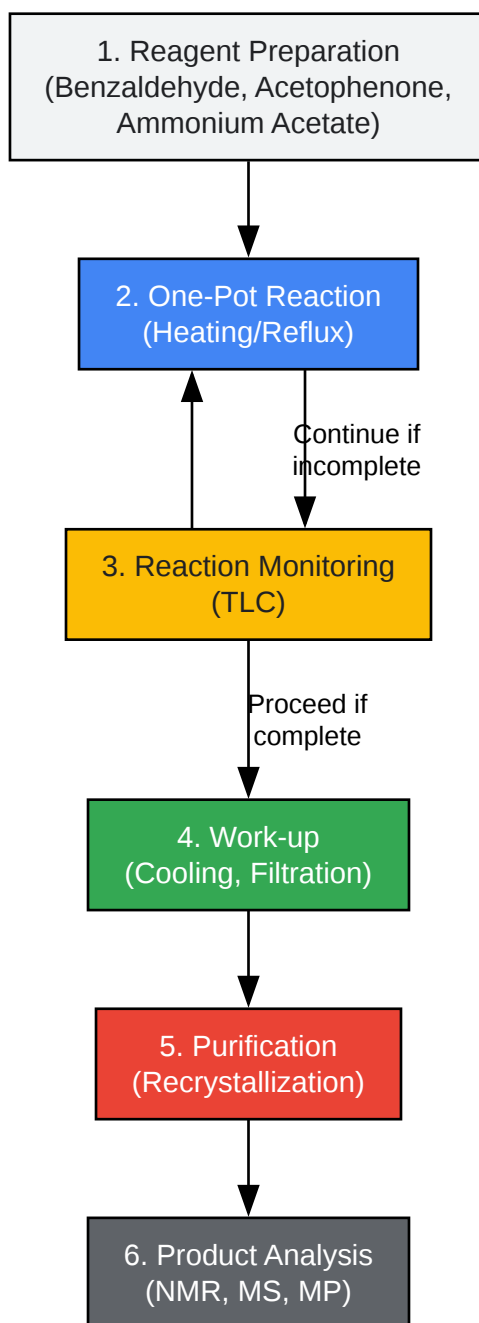 1. Reagent Preparation
(Benzaldehyde, Acetophenone,
Ammonium Acetate)
2. One-Pot Reaction
(Heating/Reflux)
Continue if
incomplete
3. Reaction Monitoring
(TLC)
Proceed if
complete
4. Work-up
(Cooling, Filtration)
5. Purification
(Recrystallization)
6. Product Analysis
(NMR, MS, MP)